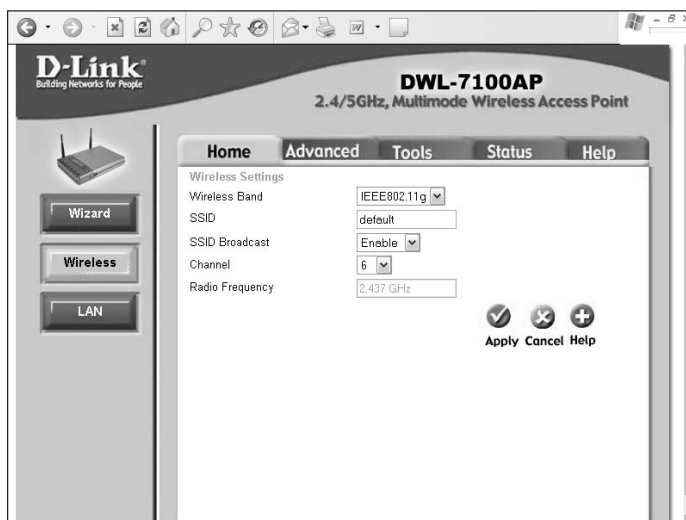 D-Link®
Building Networks for People
DWL-7100AP
2.4/5GHz, Multimode Wireless Access Point
Home Advanced Tools Status Help
Wireless Settings
Wizard
Wireless
LAN
Wireless Band IEEE802.11g
SSID default
SSID Broadcast Enable
Channel 6
Radio Frequency 2.437 GHz
Apply Cancel Help